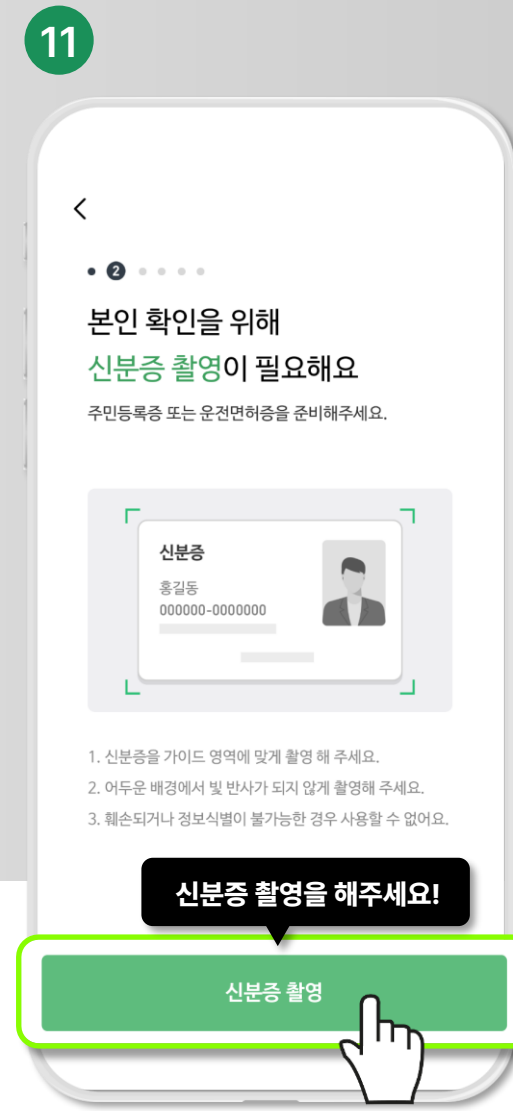 11
2
본인 확인을 위해
신분증 촬영이 필요해요
주민등록증 또는 운전면허증을 준비해주세요.
신분증
홍길동
000000-0000000
1. 신분증을 가이드 영역에 맞게 촬영 해 주세요.
2. 어두운 배경에서 빛 반사가 되지 않게 촬영해 주세요.
3. 훼손되거나 정보식별이 불가능한 경우 사용할 수 없어요.
신분증 촬영을 해주세요!
신분증 촬영